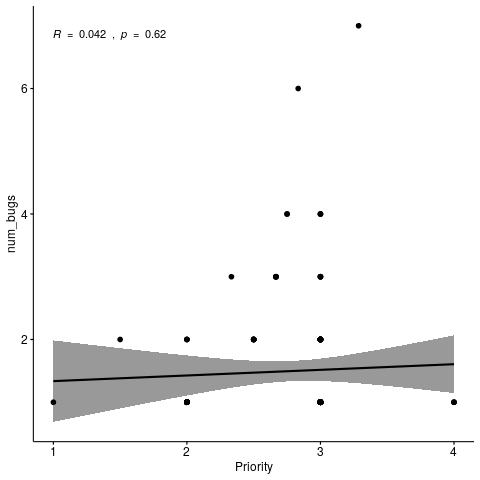 R = 0.042 , p = 0.62
6
4
2
num_bugs
1 2 3 4
Priority